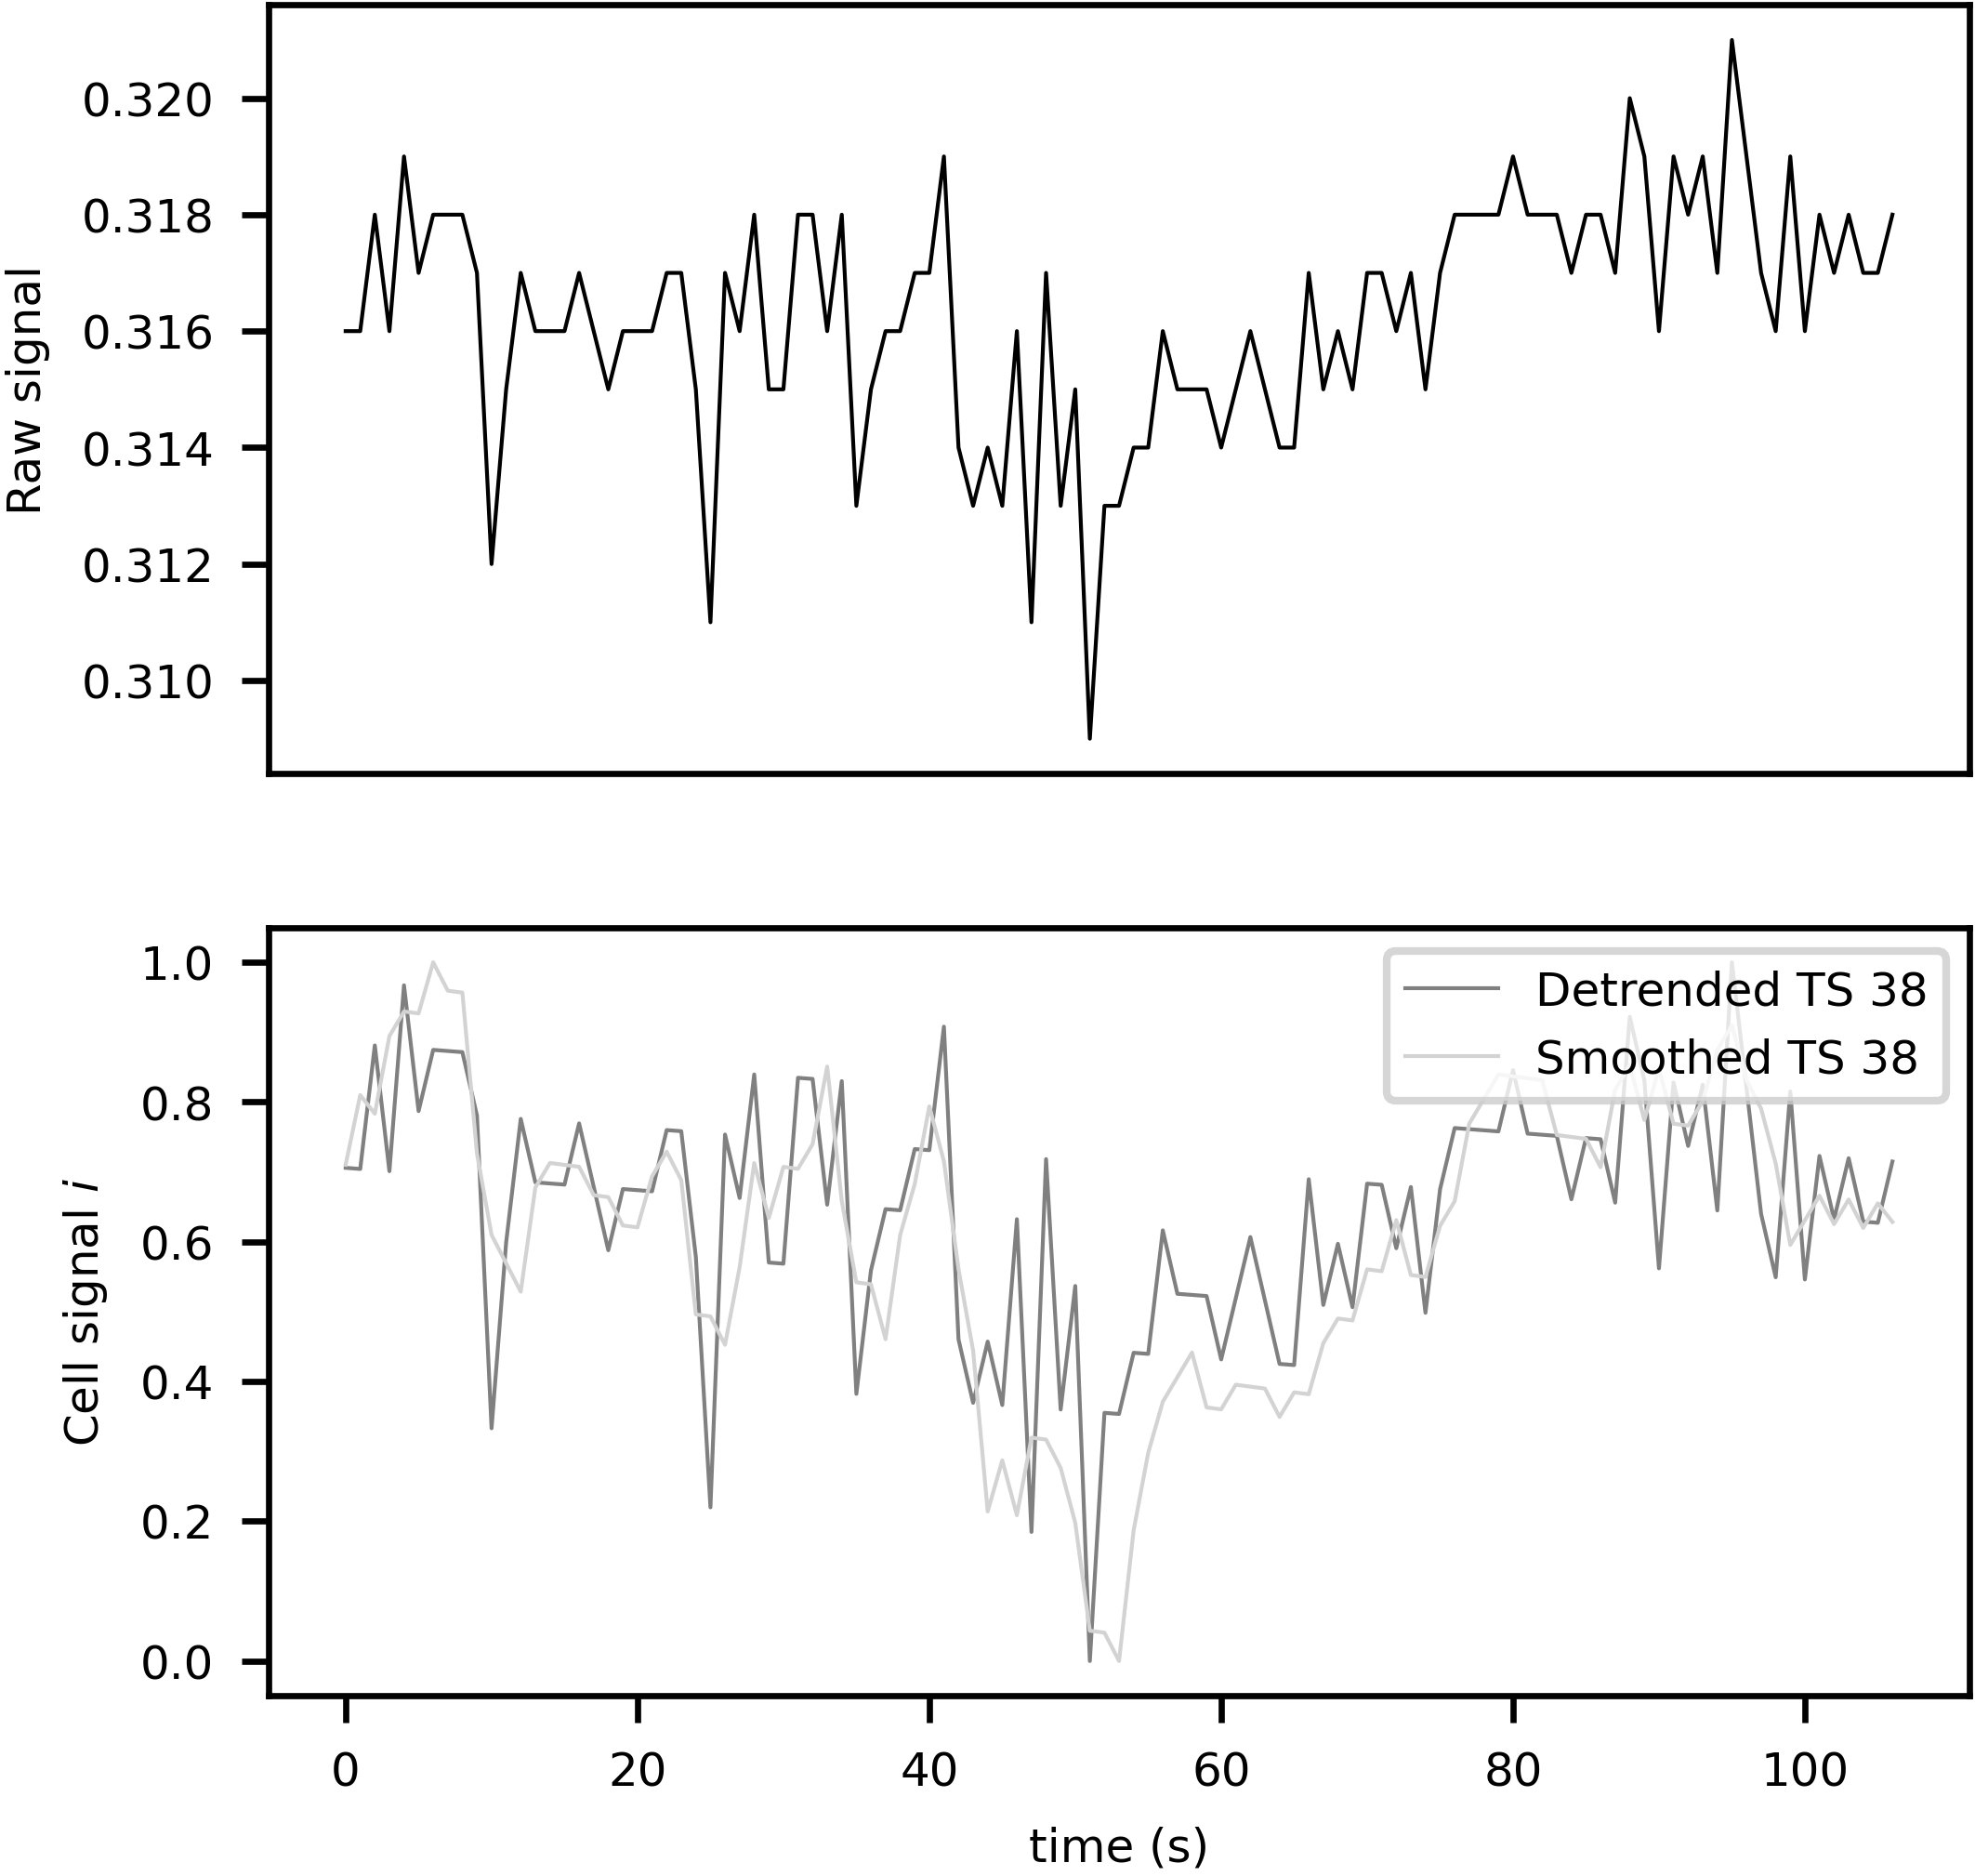 Raw signal
0.320
0.318
0.316
0.314
0.312
0.310
Cell signal i
1.0
0.8
0.6
0.4
0.2
0.0
Detrended TS 38
Smoothed TS 38
0 20 40 60 80 100
time (s)